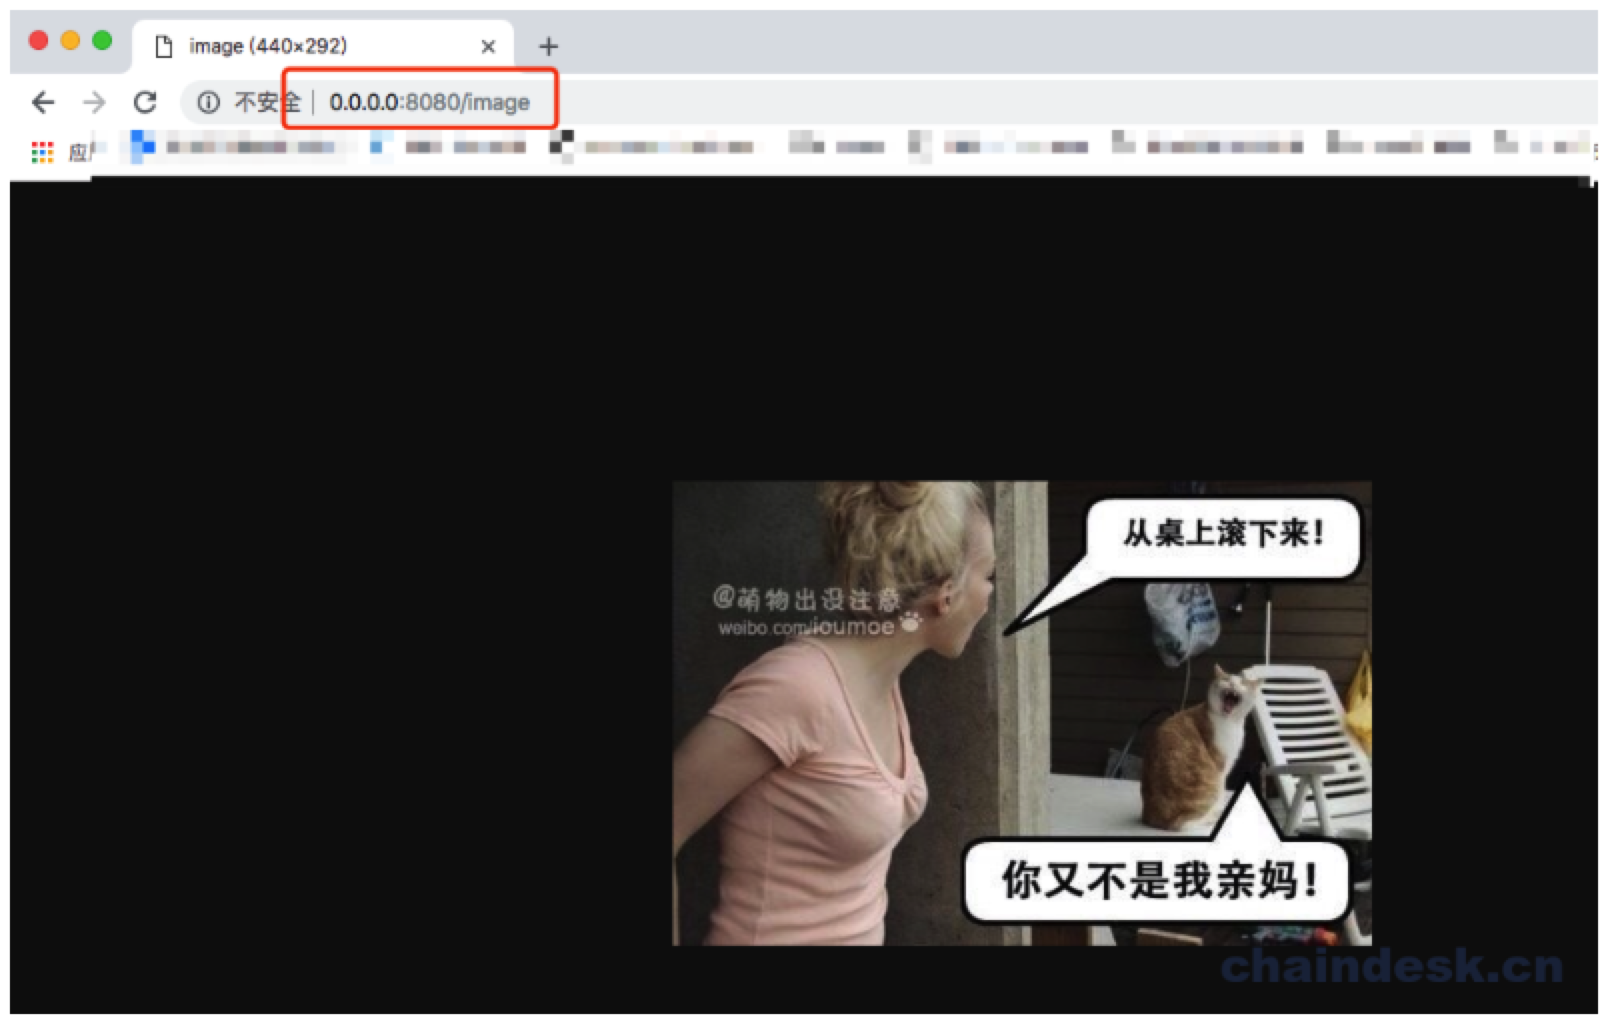 image (440×292)
不安全 | 0.0.0.0:8080/image
从桌上滚下来！
@萌物出没注意
weibo.com/ioumoe
你又不是我亲妈！
chaindesk.cn